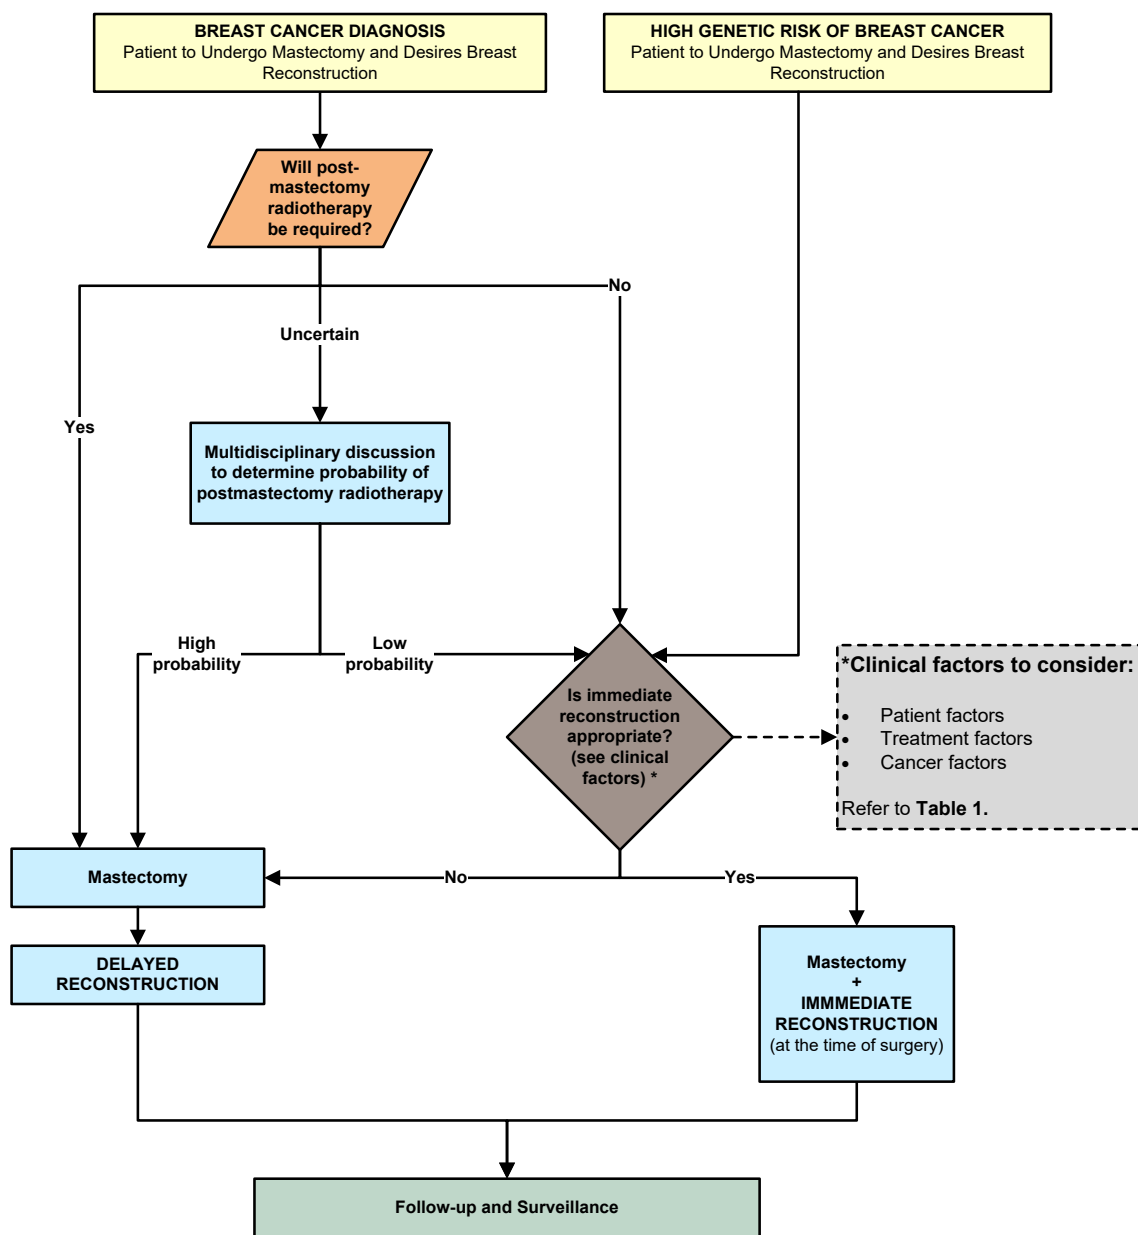 BREAST CANCER DIAGNOSIS
Patient to Undergo Mastectomy and Desires Breast
Reconstruction
HIGH GENETIC RISK OF BREAST CANCER
Patient to Undergo Mastectomy and Desires Breast
Reconstruction
Will post-
mastectomy
radiotherapy
be required?
No
Uncertain
Yes
Multidisciplinary discussion
to determine probability of
postmastectomy radiotherapy
High
probability
Low
probability
Is immediate
reconstruction
appropriate?
(see clinical
factors) *
*Clinical factors to consider:
• Patient factors
• Treatment factors
• Cancer factors
Refer to Table 1.
Mastectomy
No
Yes
DELAYED
RECONSTRUCTION
Mastectomy
+
IMMMEDIATE
RECONSTRUCTION
(at the time of surgery)
Follow-up and Surveillance